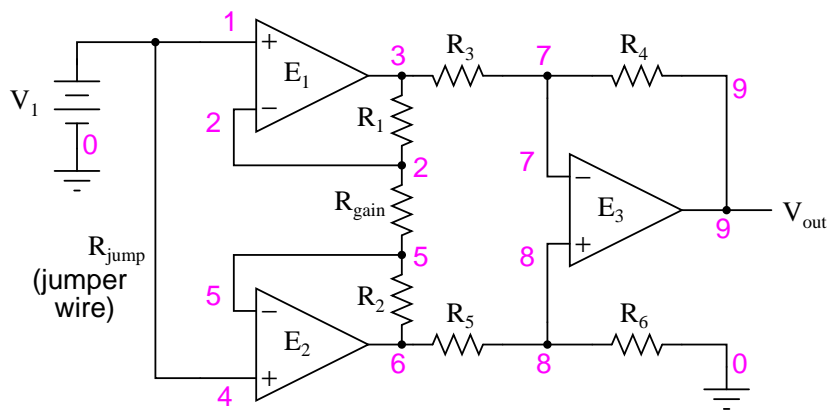 1
3
R3
7
R4
+
E1
9
V1
−
R1
2
0
2
7
−
Rgain
E3
Vout
Rjump
(jumper
wire)
5
8
+
9
5
−
R2
R5
R6
E2
+
4
6
8
0